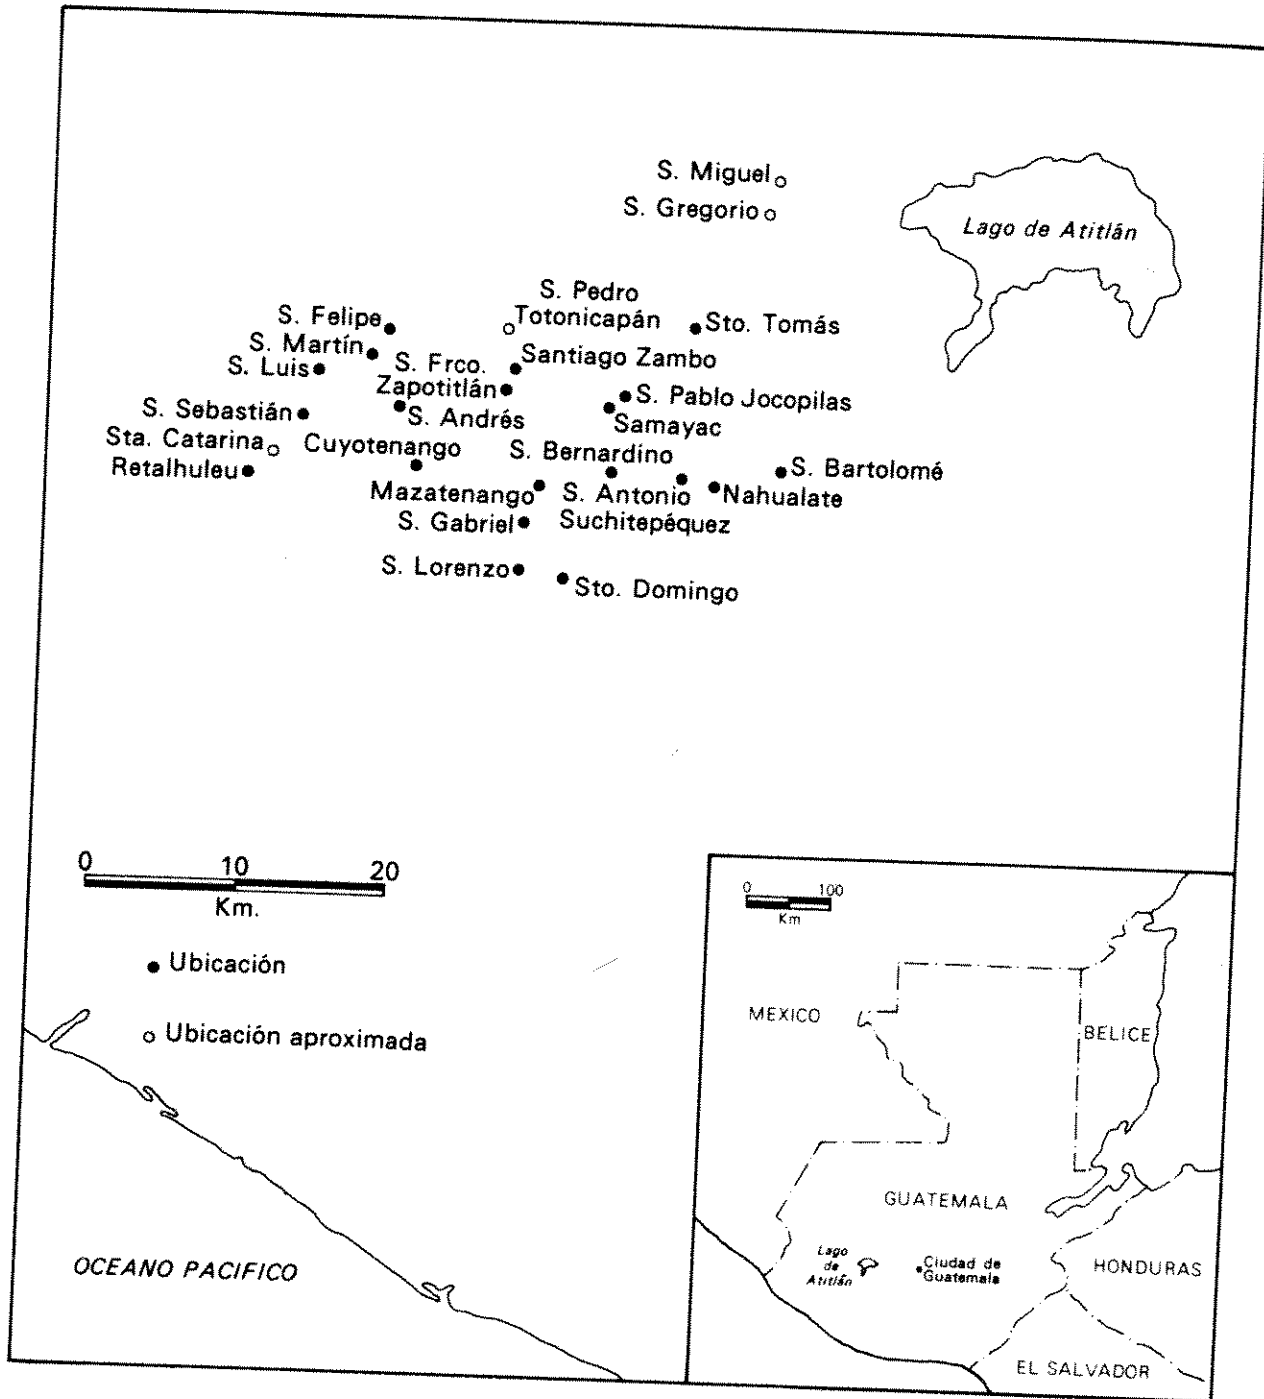 S. Miguel
S. Gregorio
Lago de Atitlán
S. Pedro
Totonicapán
S. Felipe
Sto. Tomás
S. Martín
S. Frco.
Santiago Zambo
S. Luis
Zapotitlán
S. Pablo Jocopilas
S. Sebastián
S. Andrés
Samayac
Sta. Catarina
Cuyotenango
S. Bernardino
S. Bartolomé
Retalhuleu
Mazatenango
S. Antonio
Suchitepéquez
Nahualate
S. Gabriel
S. Lorenzo
Sto. Domingo
0 10 20
Km.
Ubicación
Ubicación aproximada
OCEANO PACIFICO
0 100
Km
MEXICO
BELICE
GUATEMALA
Lago
de
Atitlán
Ciudad de
Guatemala
HONDURAS
EL SALVADOR